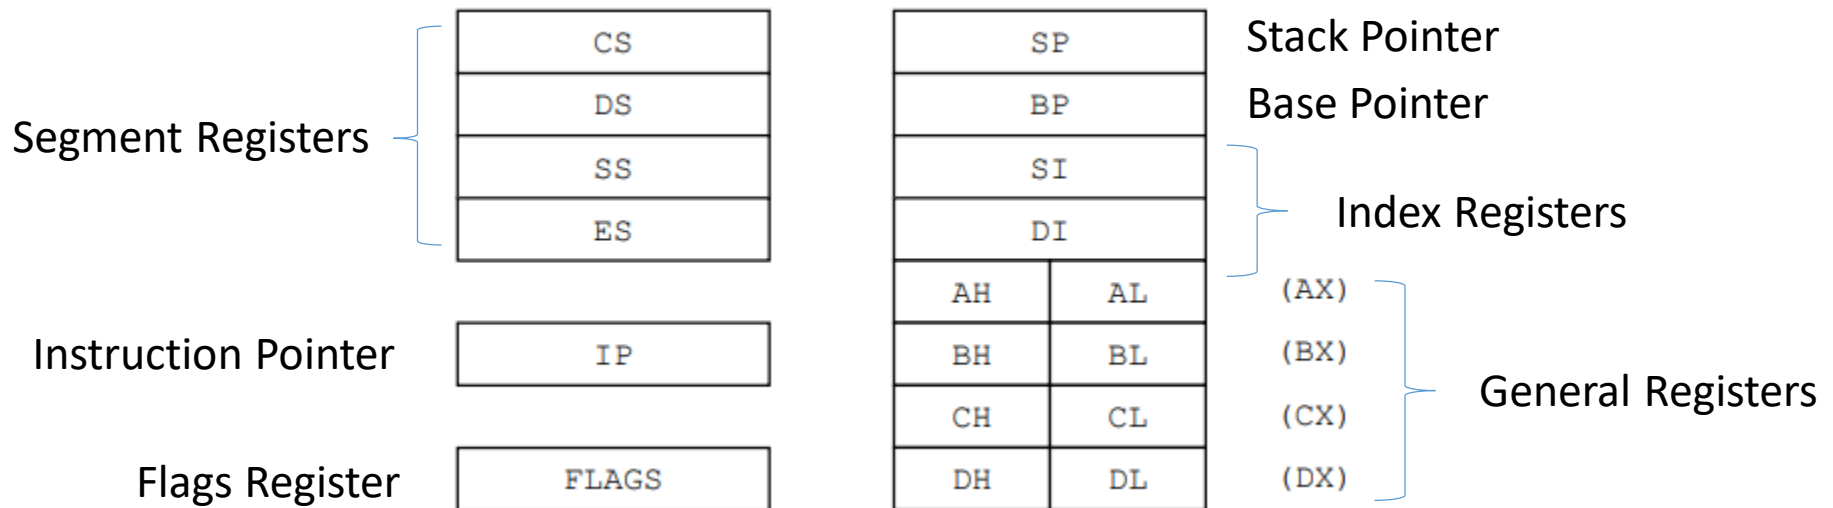 Segment Registers
CS
DS
SS
ES
Instruction Pointer
IP
Flags Register
FLAGS
SP Stack Pointer
BP Base Pointer
SI
DI
Index Registers
AH AL (AX)
BH BL (BX)
CH CL (CX)
DH DL (DX)
General Registers